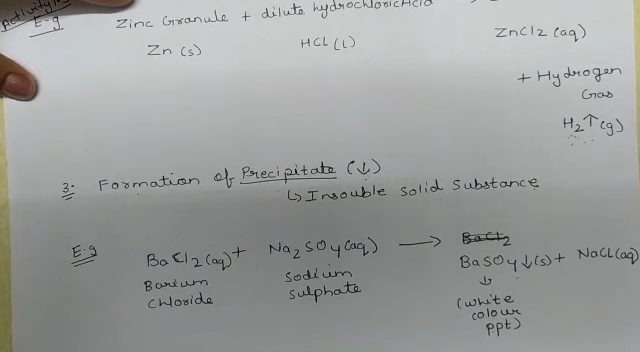 Activity:
E.g Zinc Granule + dilute hydrochloric Acid
Zn (s) HCl (l) ZnCl2 (aq)
+ Hydrogen
Gas
H2↑(g)
3. Formation of Precipitate (↓)
↳ Insouble solid substance
E.g BaCl2 (aq) + Na2SO4 (aq) → BaCl2
BaSO4↓(s) + NaCl(aq)
Barium Sodium
Chloride sulphate
(white
colour
ppt)